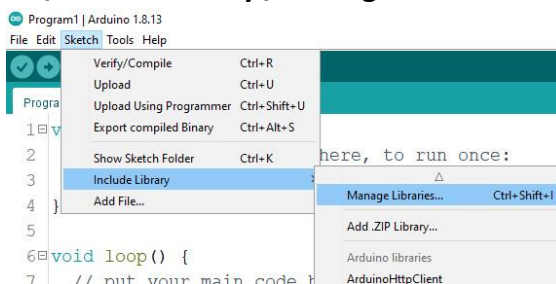 Program1 | Arduino 1.8.13
File Edit Sketch Tools Help
Verify/Compile Ctrl+R
Upload Ctrl+U
Progra
Upload Using Programmer Ctrl+Shift+U
1 v
Export compiled Binary Ctrl+Alt+S
2 Show Sketch Folder Ctrl+K here, to run once:
3 Include Library
Manage Libraries... Ctrl+Shift+I
4 } Add File...
5 Add .ZIP Library...
6 void loop() {
Arduino libraries
7 // put your main code h
ArduinoHttpClient